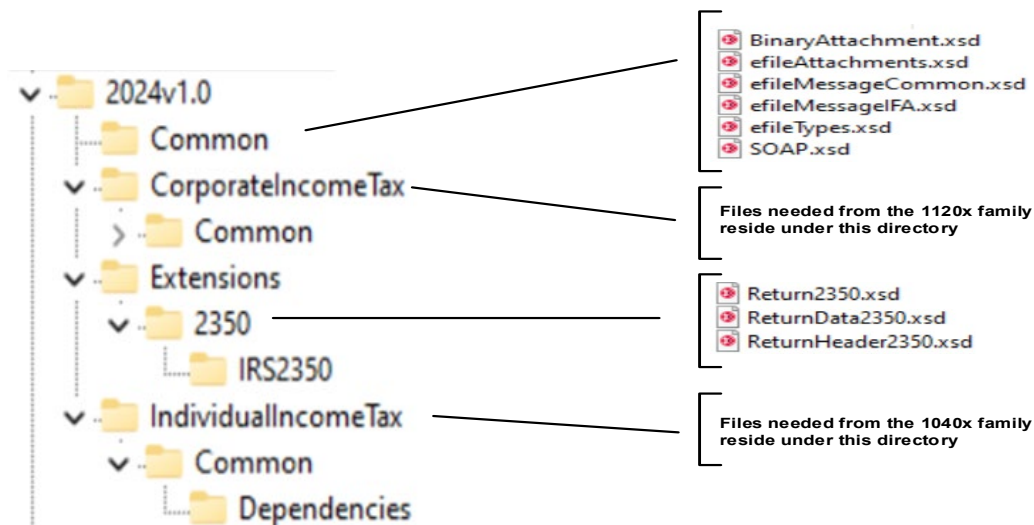 2024v1.0
Common
CorporateIncomeTax
Common
Extensions
2350
IRS2350
IndividualIncomeTax
Common
Dependencies
BinaryAttachment.xsd
efileAttachments.xsd
efileMessageCommon.xsd
efileMessageIFA.xsd
efileTypes.xsd
SOAP.xsd
Files needed from the 1120x family
reside under this directory
Return2350.xsd
ReturnData2350.xsd
ReturnHeader2350.xsd
Files needed from the 1040x family
reside under this directory